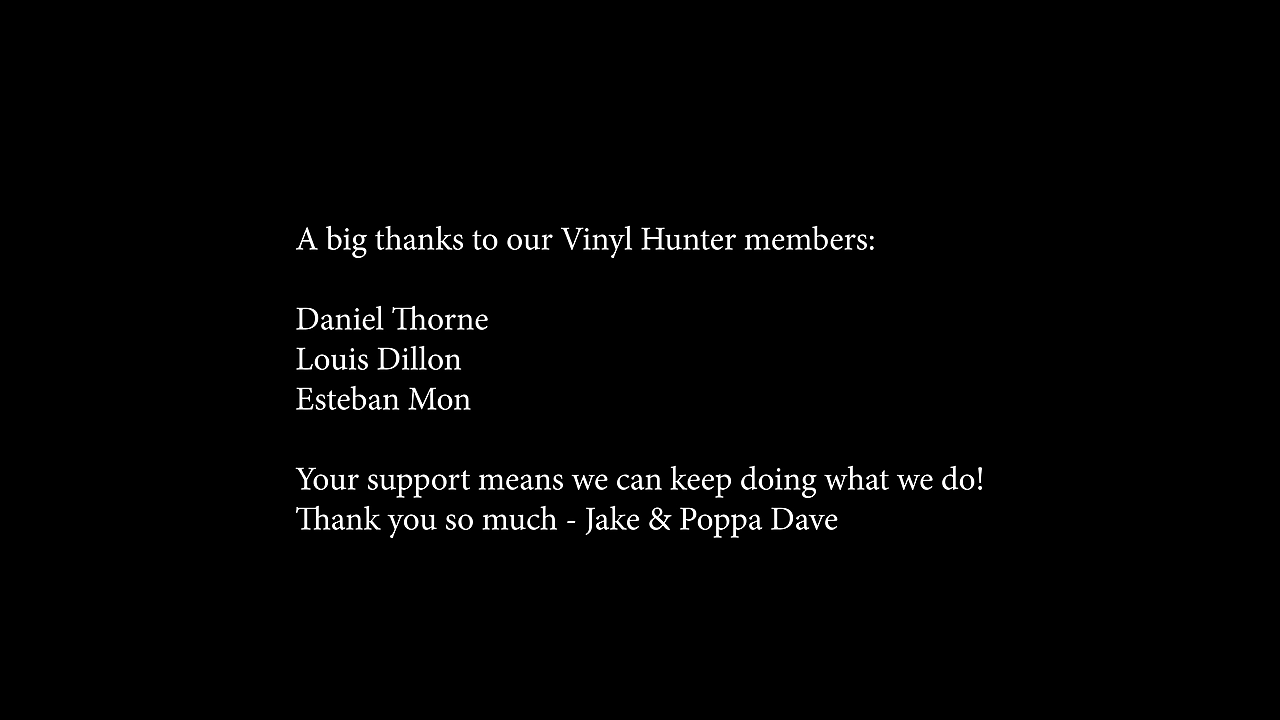 A big thanks to our Vinyl Hunter members:
Daniel Thorne
Louis Dillon
Esteban Mon
Your support means we can keep doing what we do!
Thank you so much - Jake & Poppa Dave